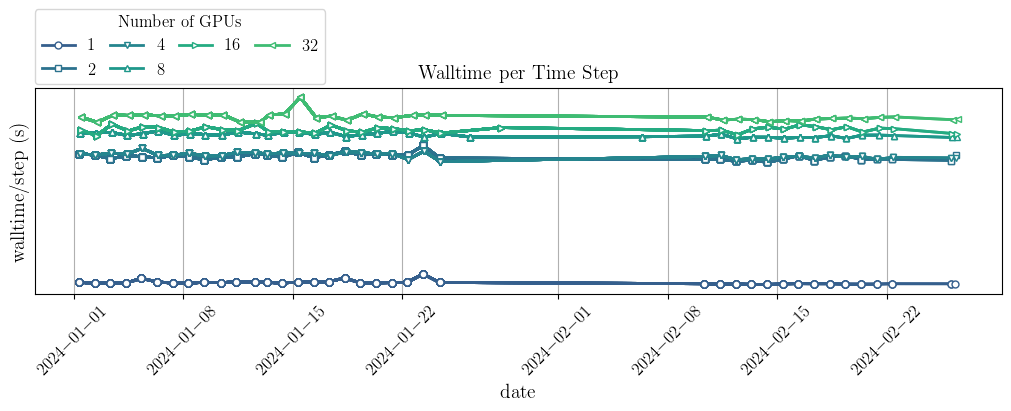 Number of GPUs
1 4 16 32
2 8
Walltime per Time Step
walltime/step (s)
2024−01−01 2024−01−08 2024−01−15 2024−01−22 2024−02−01 2024−02−08 2024−02−15 2024−02−22
date